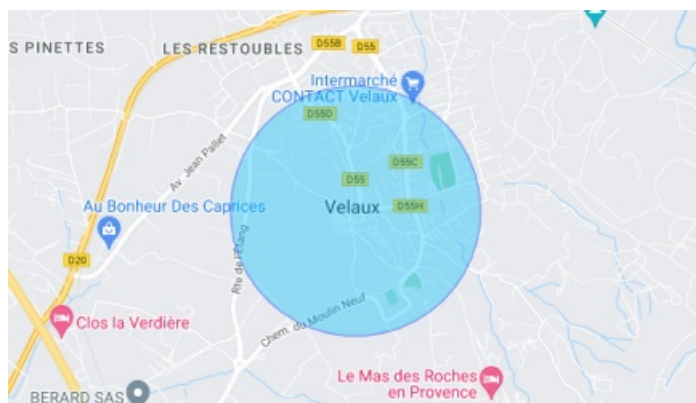 S PINETTES
LES RESTOUBLES
D55B
D55
Intermarché
CONTACT Velaux
D55D
Av. Jean Pallet
D55C
D55
Au Bonheur Des Caprices
Velaux
D55H
Rte de l'Étang
D20
Clos la Verdière
Chem. du Moulin Neuf
Le Mas des Roches
en Provence
BERARD SAS